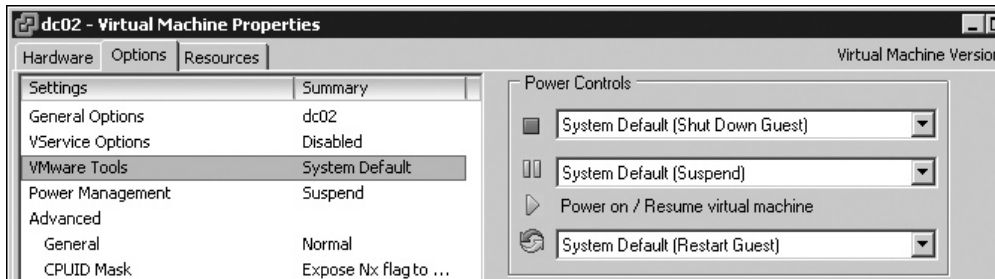 dc02 - Virtual Machine Properties
Hardware Options Resources
Virtual Machine Version
Settings Summary
General Options dc02
VService Options Disabled
VMware Tools System Default
Power Management Suspend
Advanced
General Normal
CPUID Mask Expose Nx flag to ...
Power Controls
System Default (Shut Down Guest)
System Default (Suspend)
Power on / Resume virtual machine
System Default (Restart Guest)